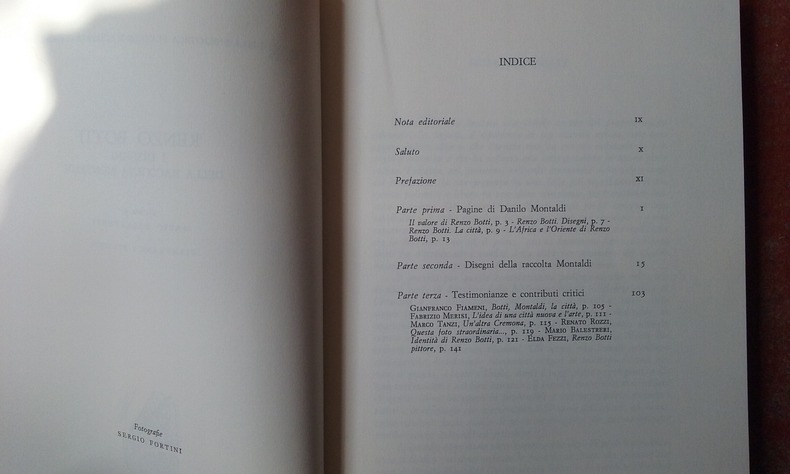 Fotografie
SERGIO FORTINI
INDICE
Nota editoriale IX
Saluto X
Prefazione XI
Parte prima - Pagine di Danilo Montaldi 1
Il valore di Renzo Botti, p. 3 - Renzo Botti. Disegni, p. 7 -
Renzo Botti. La città, p. 9 - L'Africa e l'Oriente di Renzo
Botti, p. 13
Parte seconda - Disegni della raccolta Montaldi 15
Parte terza - Testimonianze e contributi critici 103
GIANFRANCO FIAMENI, Botti, Montaldi, la città, p. 105 -
FABRIZIO MERISI, L'idea di una città nuova e l'arte, p. 111 -
MARCO TANZI, Un'altra Cremona, p. 115 - RENATO ROZZI,
Questa foto straordinaria..., p. 119 - MARIO BALESTRERI,
Identità di Renzo Botti, p. 121 - ELDA FEZZI, Renzo Botti
pittore, p. 141